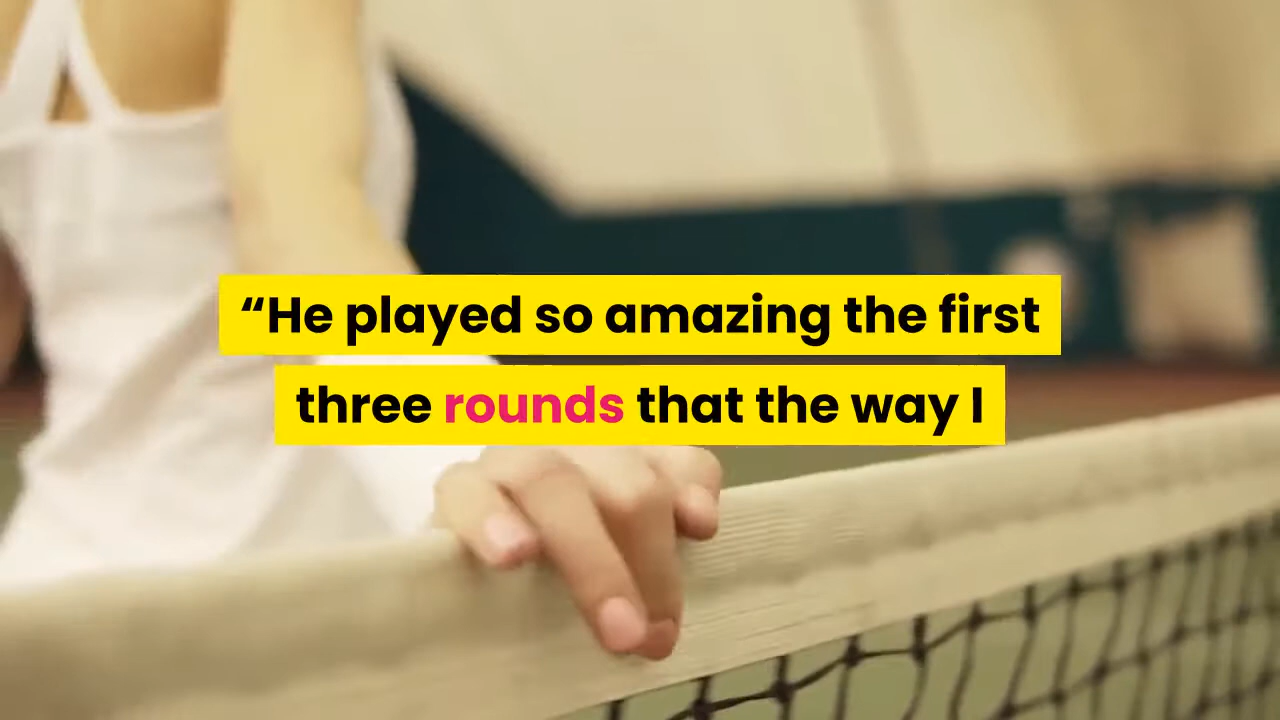 “He played so amazing the first
three rounds that the way I